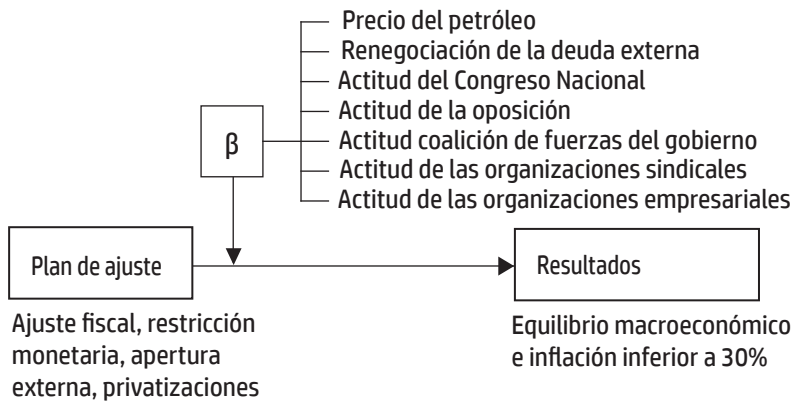 Precio del petróleo
Renegociación de la deuda externa
Actitud del Congreso Nacional
Actitud de la oposición
Actitud coalición de fuerzas del gobierno
Actitud de las organizaciones sindicales
Actitud de las organizaciones empresariales
β
Plan de ajuste
Resultados
Ajuste fiscal, restricción
monetaria, apertura
externa, privatizaciones
Equilibrio macroeconómico
e inflación inferior a 30%